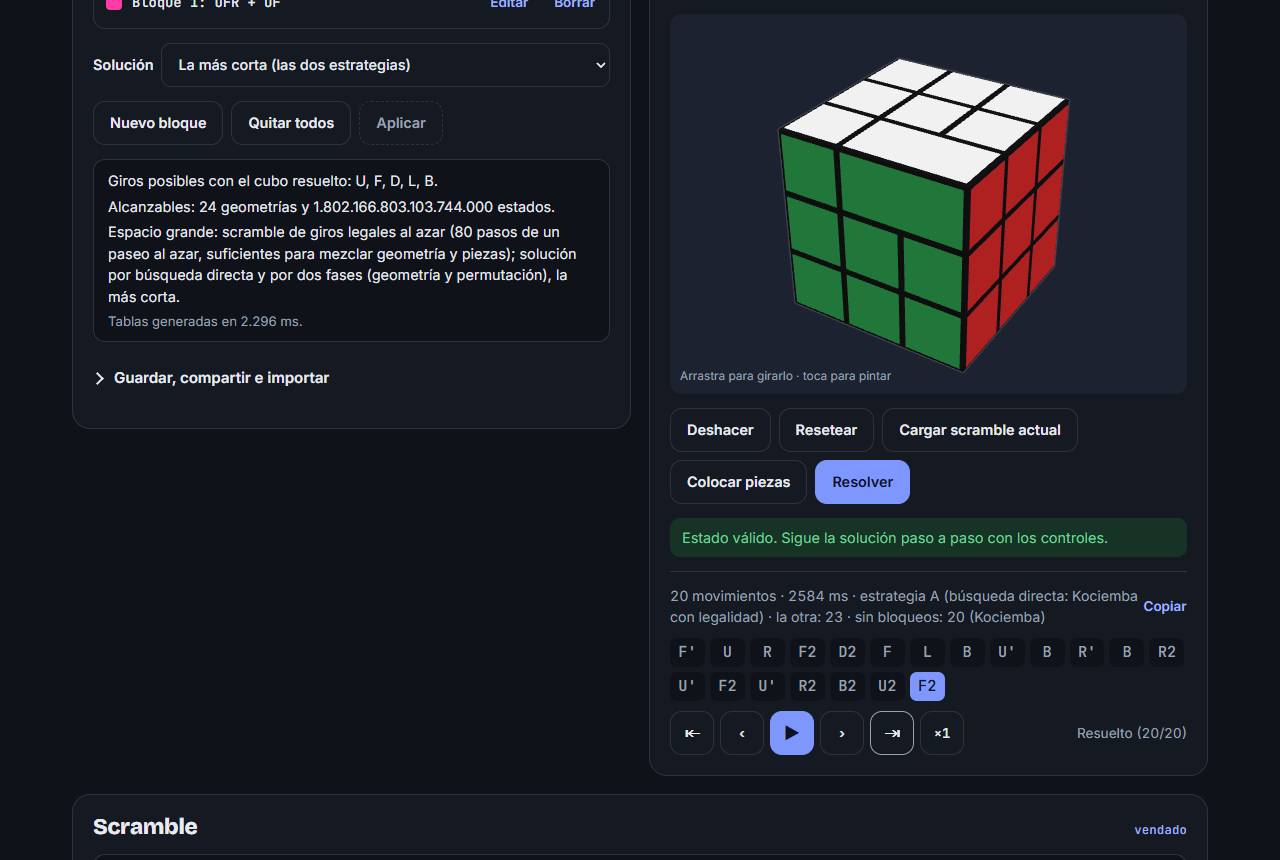 Bloque 1: UFR + UF
Editar
Borrar
Solución
La más corta (las dos estrategias)
Nuevo bloque
Quitar todos
Aplicar
Giros posibles con el cubo resuelto: U, F, D, L, B.
Alcanzables: 24 geometrías y 1.802.166.803.103.744.000 estados.
Espacio grande: scramble de giros legales al azar (80 pasos de un
paseo al azar, suficientes para mezclar geometría y piezas); solución
por búsqueda directa y por dos fases (geometría y permutación), la
más corta.
Tablas generadas en 2.296 ms.
Guardar, compartir e importar
Arrastra para girarlo · toca para pintar
Deshacer
Resetear
Cargar scramble actual
Colocar piezas
Resolver
Estado válido. Sigue la solución paso a paso con los controles.
20 movimientos · 2584 ms · estrategia A (búsqueda directa: Kociemba
con legalidad) · la otra: 23 · sin bloqueos: 20 (Kociemba)
Copiar
F' U R F2 D2 F L B U' B R' B R2
U' F2 U' R2 B2 U2 F2
×1
Resuelto (20/20)
Scramble
vendado